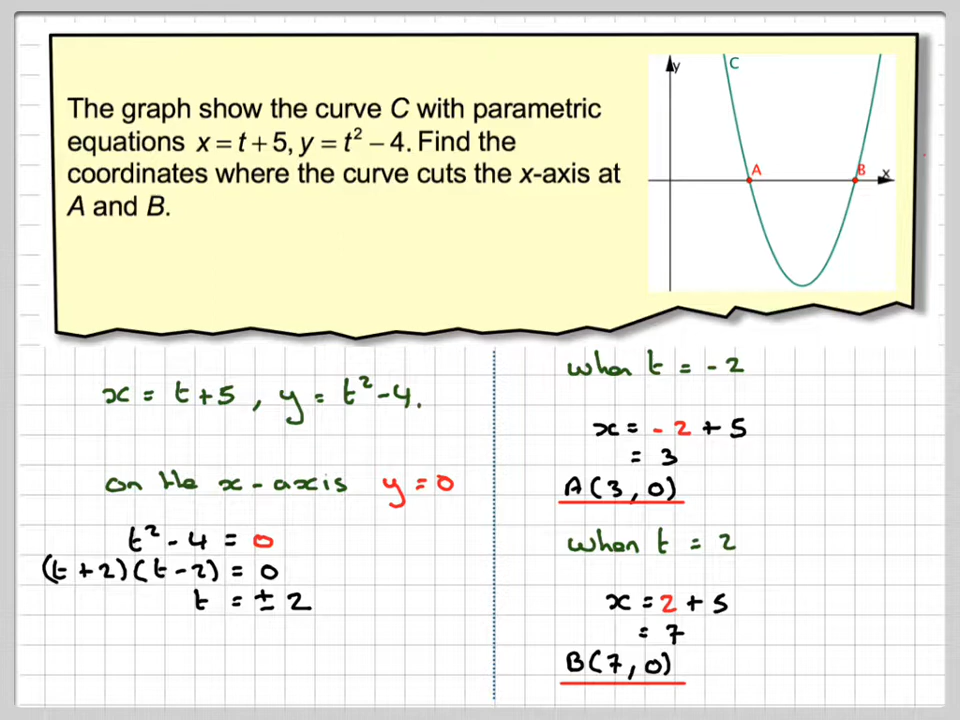 The graph show the curve C with parametric
equations x = t + 5, y = t² – 4. Find the
coordinates where the curve cuts the x-axis at
A and B.
y
C
A
B
x
x = t + 5 , y = t² - 4.
on the x - axis y = 0
t² - 4 = 0
(t + 2)(t - 2) = 0
t = ± 2
when t = - 2
x = - 2 + 5
= 3
A(3, 0)
when t = 2
x = 2 + 5
= 7
B(7, 0)